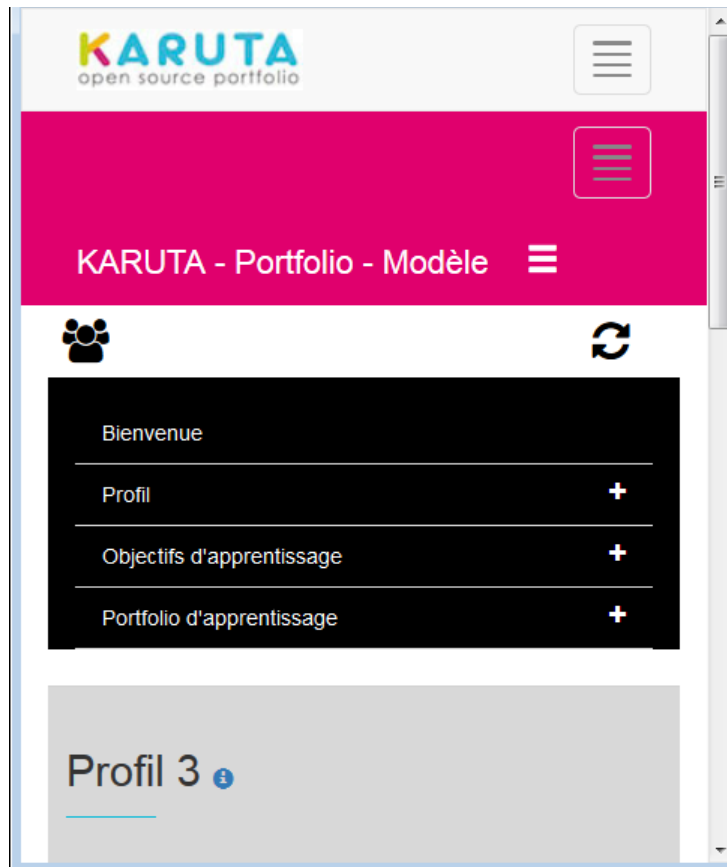 KARUTA
open source portfolio
KARUTA - Portfolio - Modèle
Bienvenue
Profil
Objectifs d'apprentissage
Portfolio d'apprentissage
Profil 3